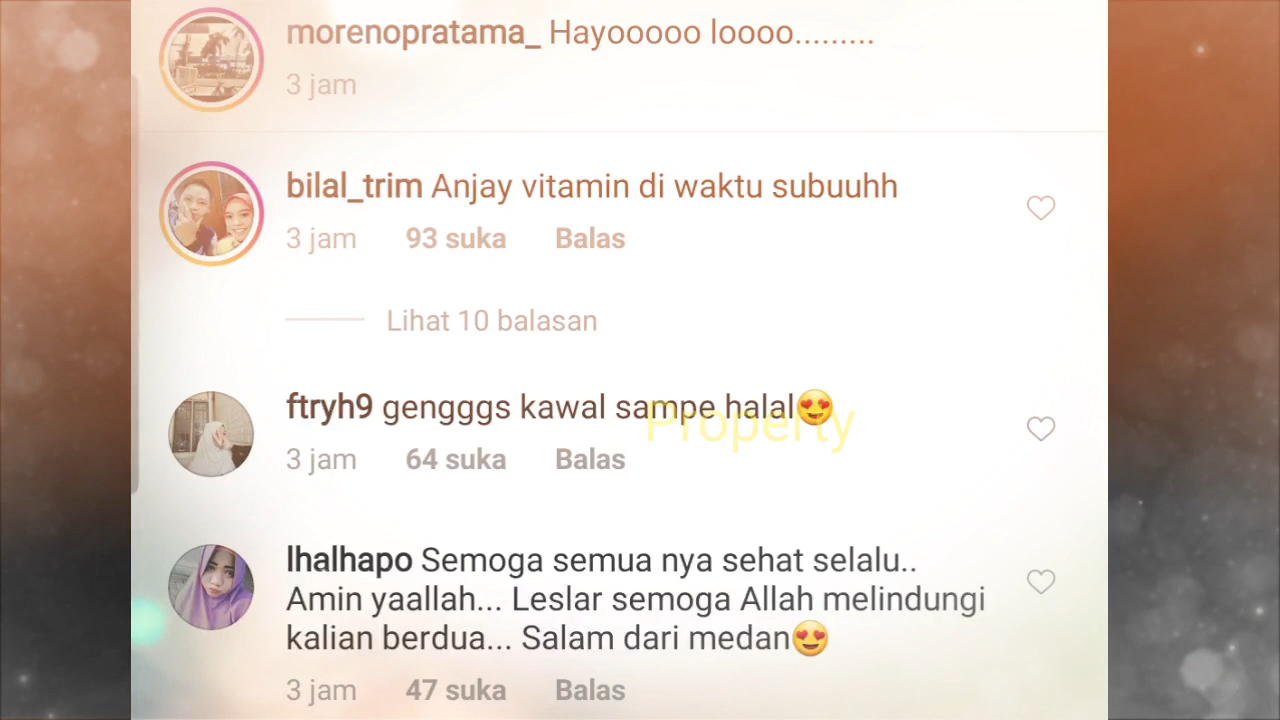 morenopratama_ Hayooooo loooo.........
3 jam
bilal_trim Anjay vitamin di waktu subuuhh
3 jam 93 suka Balas
Lihat 10 balasan
ftryh9 gengggs kawal sampe halal😍
Property
3 jam 64 suka Balas
lhalhapo Semoga semua nya sehat selalu..
Amin yaallah... Leslar semoga Allah melindungi
kalian berdua... Salam dari medan😍
3 jam 47 suka Balas